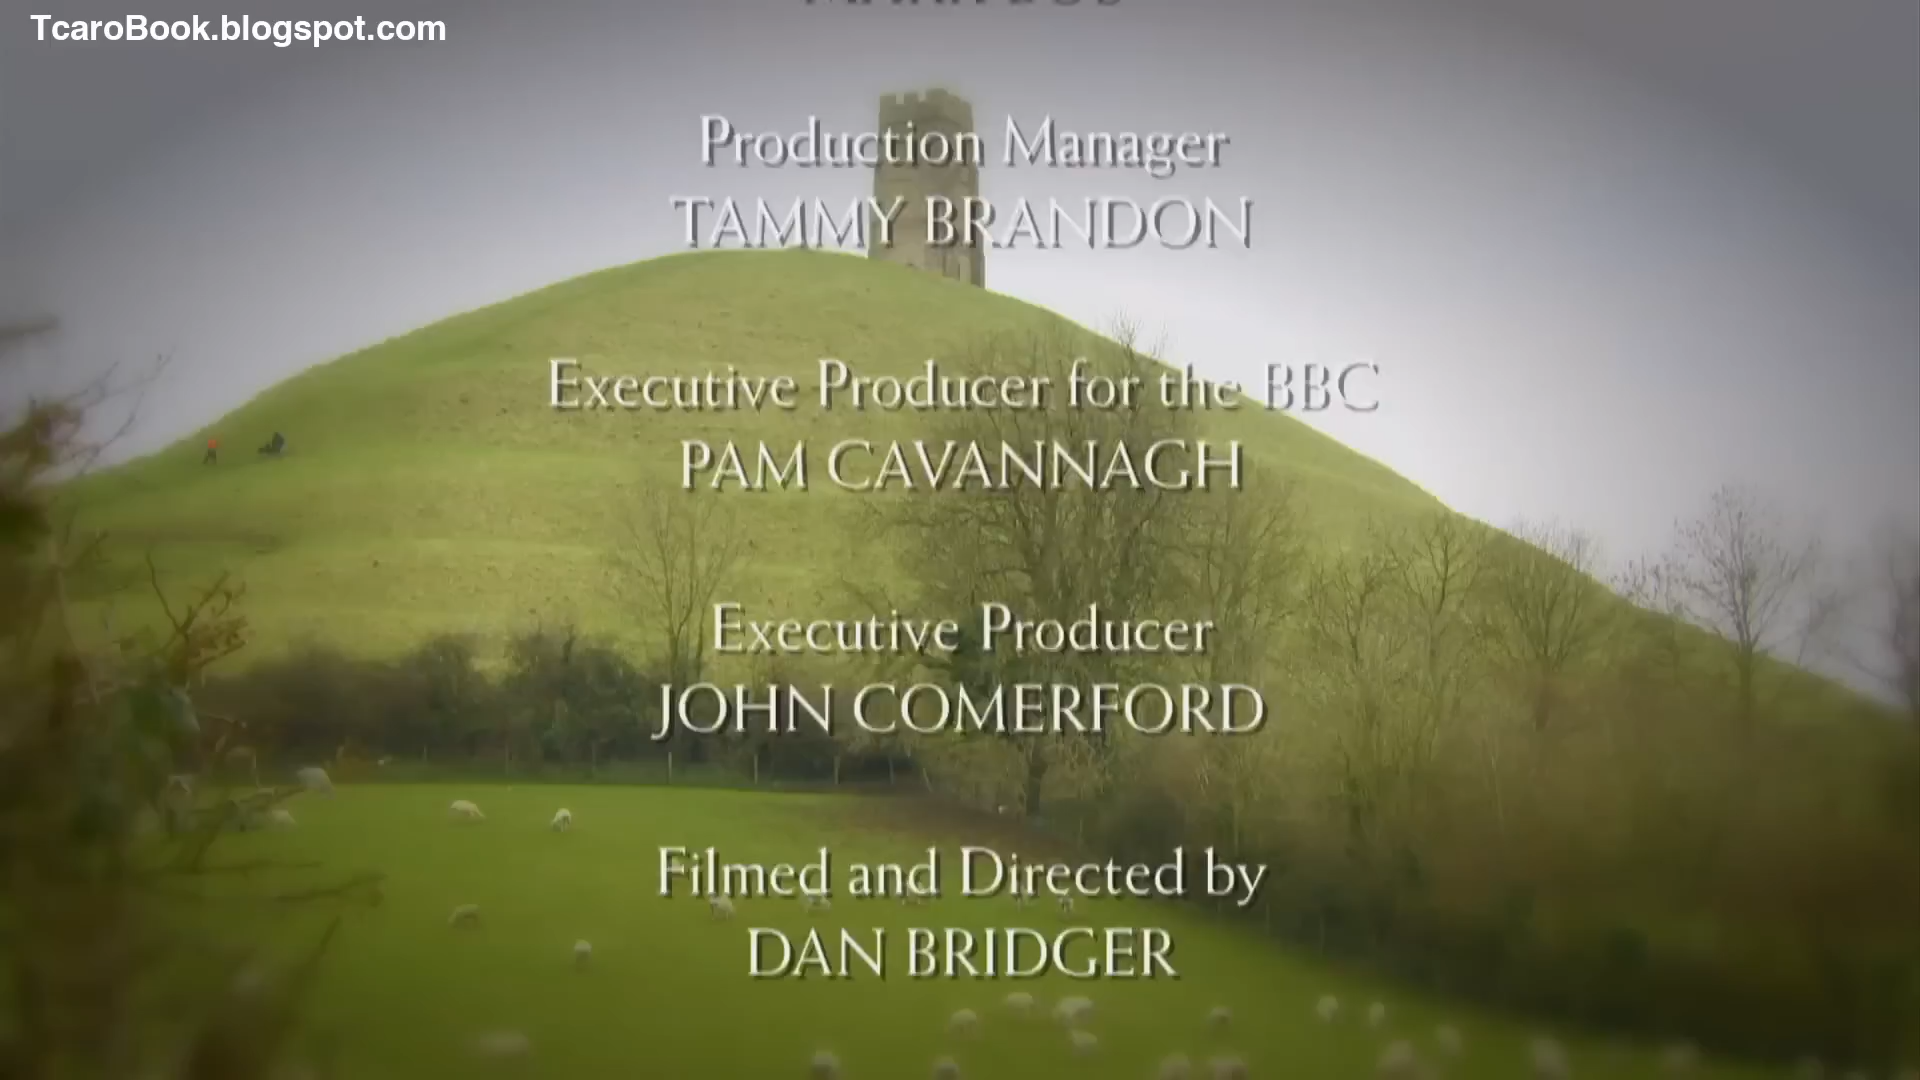 TcaroBook.blogspot.com
Production Manager
TAMMY BRANDON
Executive Producer for the BBC
PAM CAVANNAGH
Executive Producer
JOHN COMERFORD
Filmed and Directed by
DAN BRIDGER